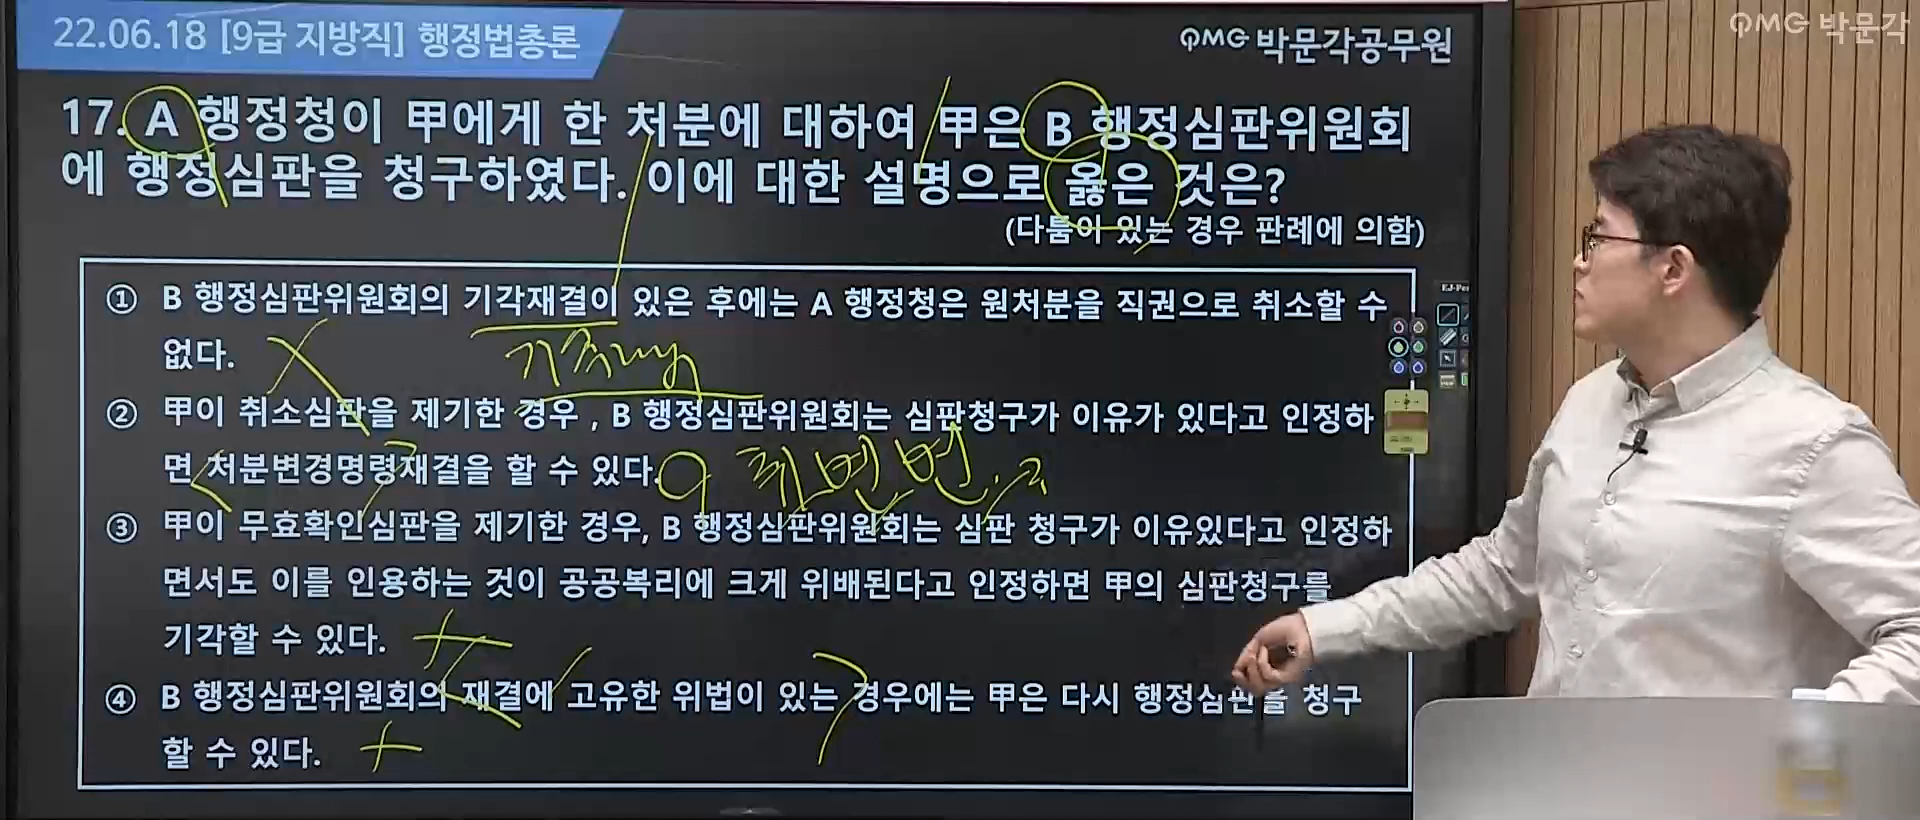 22.06.18 [9급 지방직] 행정법총론
PMG 박문각공무원
PMG 박문각
17. A 행정청이 甲에게 한 처분에 대하여 甲은 B 행정심판위원회
에 행정심판을 청구하였다. 이에 대한 설명으로 옳은 것은?
(다툼이 있는 경우 판례에 의함)
① B 행정심판위원회의 기각재결이 있은 후에는 A 행정청은 원처분을 직권으로 취소할 수
없다.
② 甲이 취소심판을 제기한 경우 , B 행정심판위원회는 심판청구가 이유가 있다고 인정하
면 처분변경명령재결을 할 수 있다.
취 변 변.
③ 甲이 무효확인심판을 제기한 경우, B 행정심판위원회는 심판 청구가 이유있다고 인정하
면서도 이를 인용하는 것이 공공복리에 크게 위배된다고 인정하면 甲의 심판청구를
기각할 수 있다.
④ B 행정심판위원회의 재결에 고유한 위법이 있는 경우에는 甲은 다시 행정심판을 청구
할 수 있다.